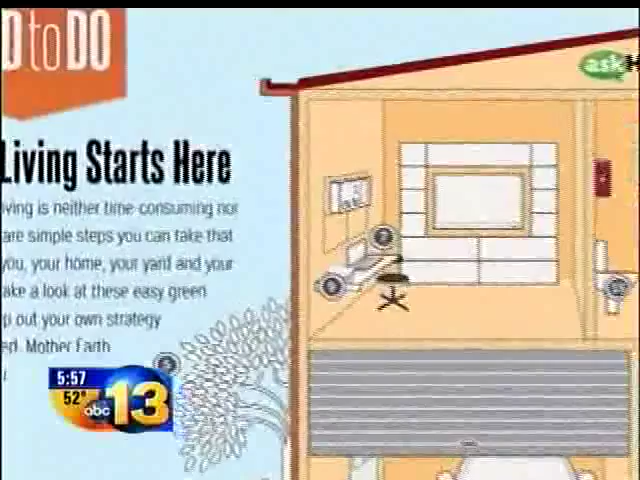 D to DO
ask H
Living Starts Here
iving is neither time-consuming nor
are simple steps you can take that
you, your home, your yard and your
ake a look at these easy green
p out your own strategy
ed. Mother Earth
5:57
52°
abc 13